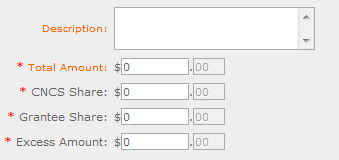 Description:
* Total Amount: $0.00
* CNCS Share: $0.00
* Grantee Share: $0.00
* Excess Amount: $0.00